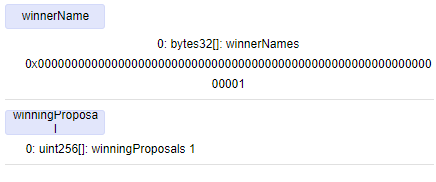 winnerName
0: bytes32[]: winnerNames
0x00000000000000000000000000000000000000000000000000000000000
00001
winningProposa
l
0: uint256[]: winningProposals 1